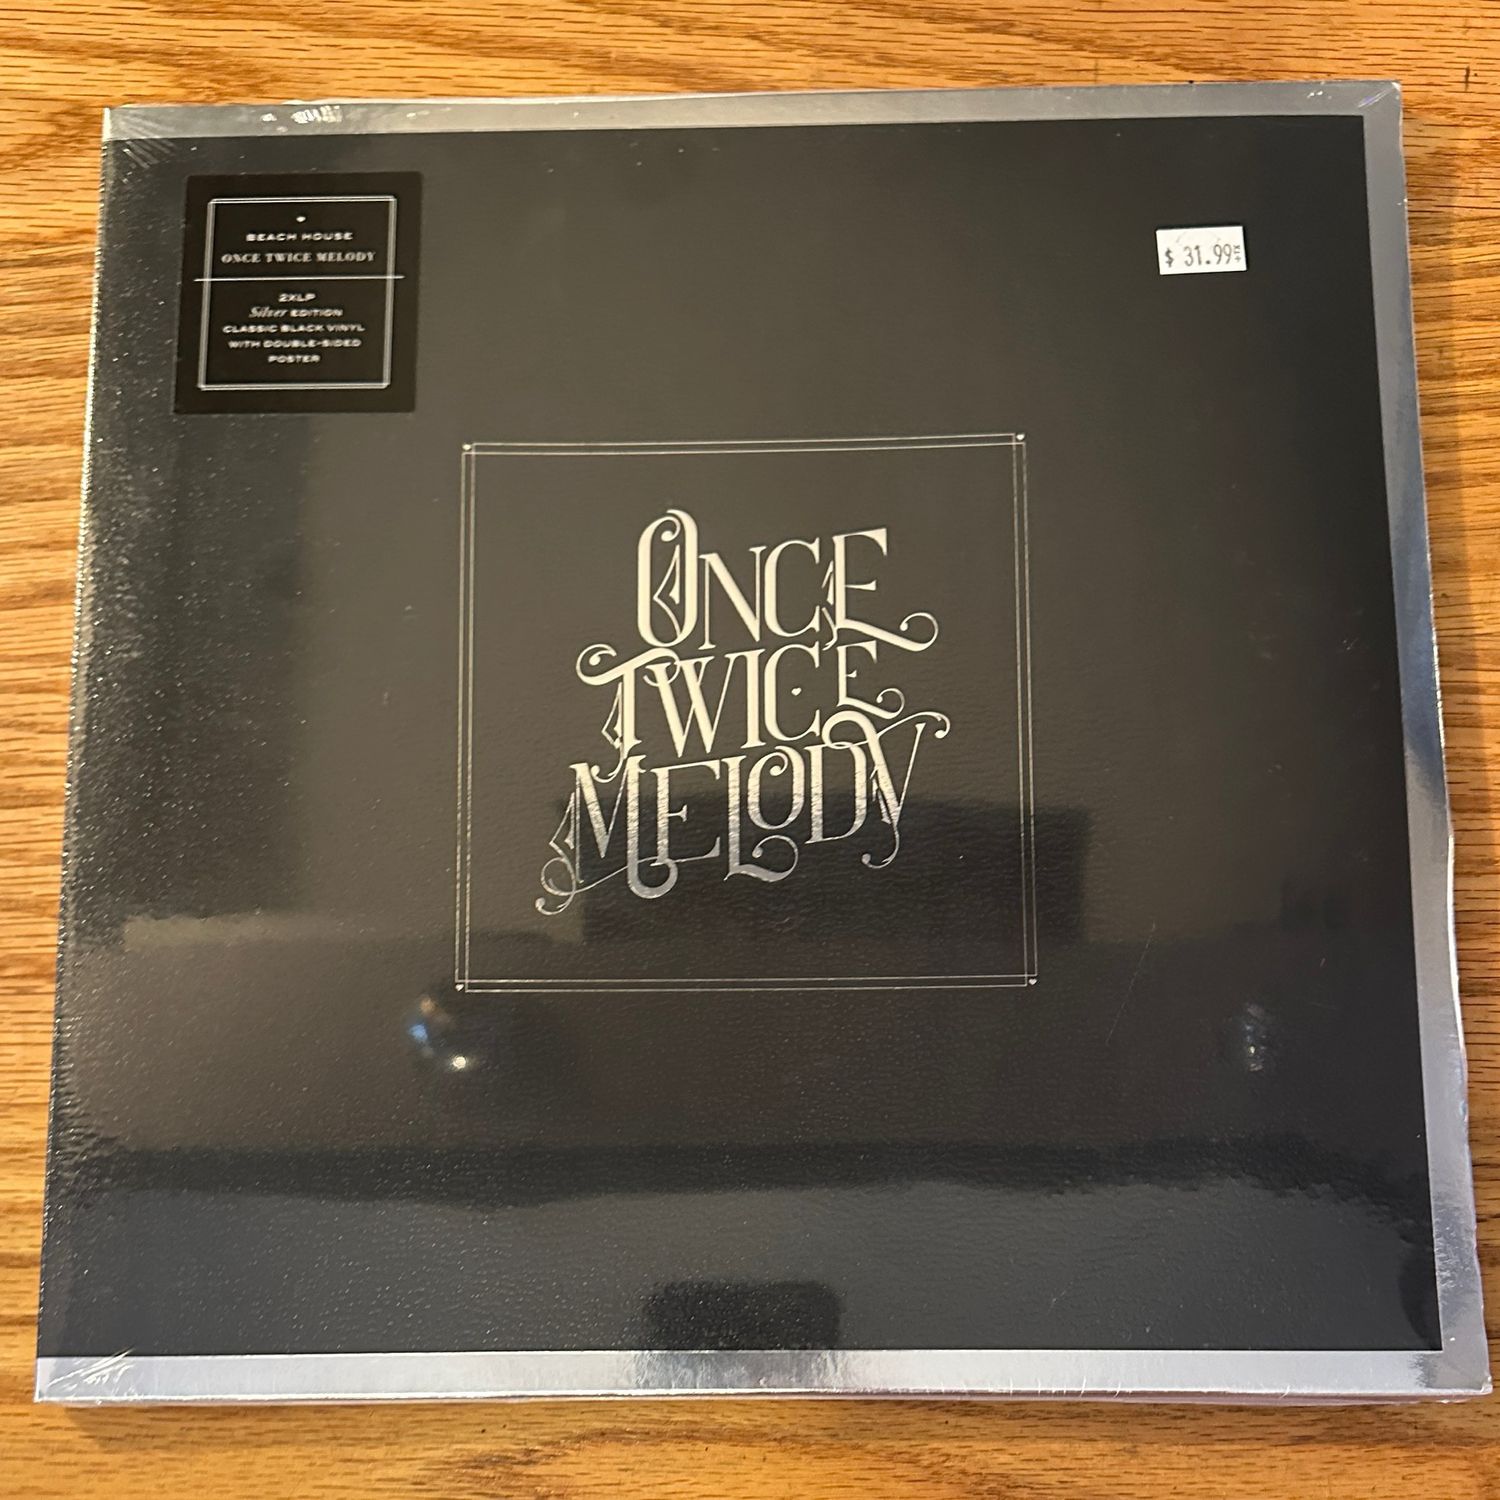 BEACH HOUSE
ONCE TWICE MELODY
2XLP
Silver EDITION
CLASSIC BLACK VINYL
WITH DOUBLE-SIDED
POSTER
$ 31.99
ONCE
TWICE
MELODY